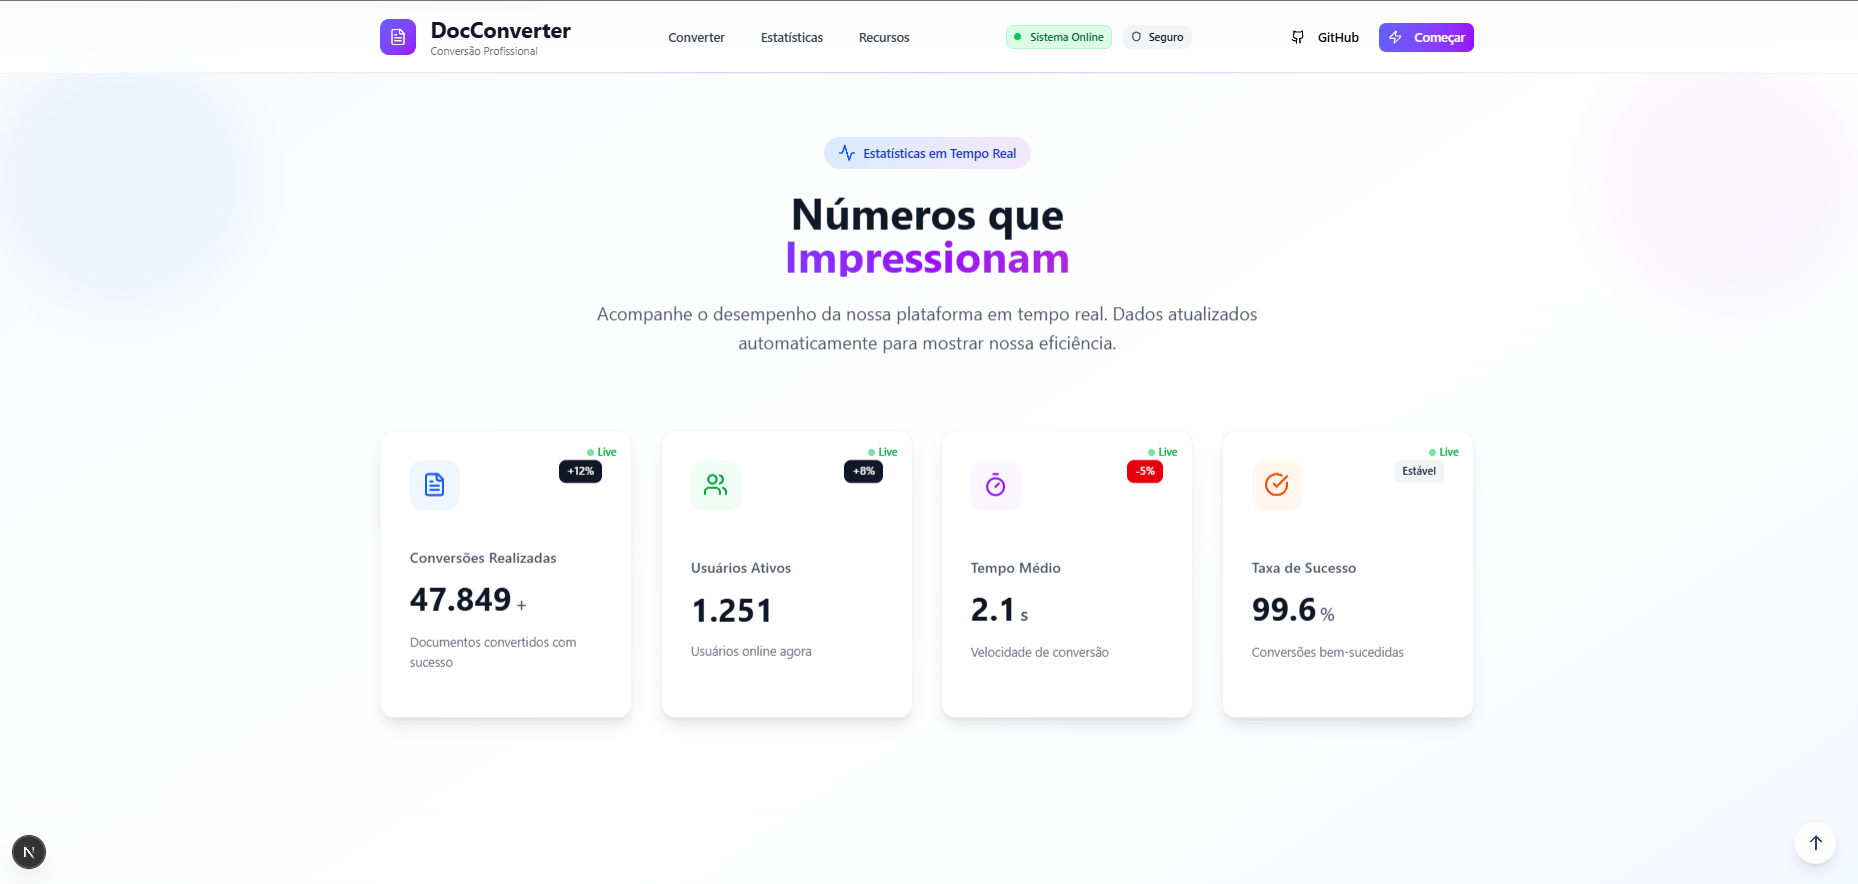 DocConverter
Conversão Profissional
Converter
Estatísticas
Recursos
Sistema Online
Seguro
GitHub
Começar
Estatísticas em Tempo Real
Números que
Impressionam
Acompanhe o desempenho da nossa plataforma em tempo real. Dados atualizados
automaticamente para mostrar nossa eficiência.
Live
+12%
Conversões Realizadas
47.849 +
Documentos convertidos com
sucesso
Live
+8%
Usuários Ativos
1.251
Usuários online agora
Live
-5%
Tempo Médio
2.1 s
Velocidade de conversão
Live
Estável
Taxa de Sucesso
99.6 %
Conversões bem-sucedidas
N